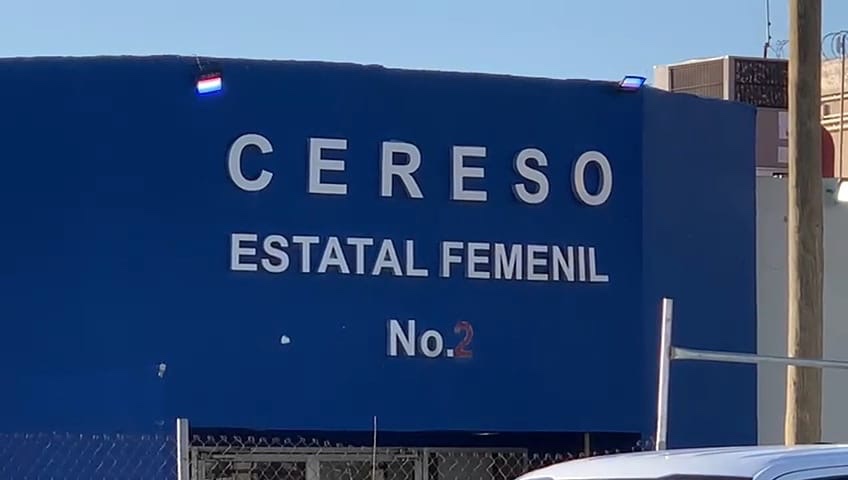 CERESO
ESTATAL FEMENIL
No.2